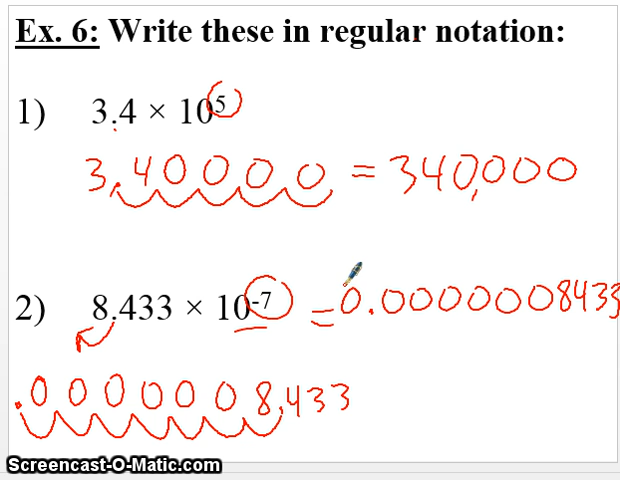 Ex. 6: Write these in regular notation:
1) 3.4 × 10⁵
3.40000 = 340,000
2) 8.433 × 10⁻⁷ = 0.0000008433
.0000008.433
Screencast-O-Matic.com